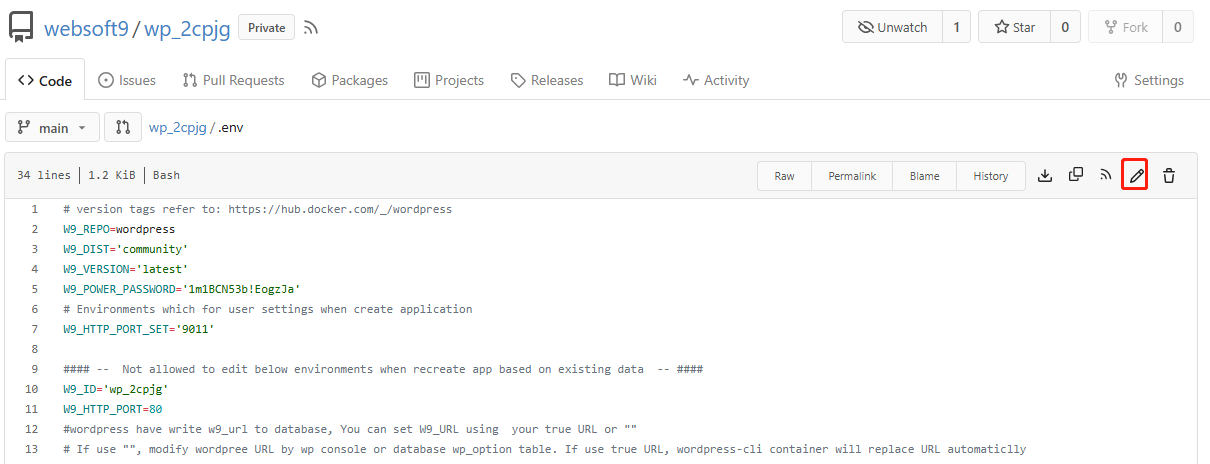 websoft9/wp_2cpjg Private Unwatch 1 Star 0 Fork 0
Code Issues Pull Requests Packages Projects Releases Wiki Activity Settings
main wp_2cpjg/.env
34 lines 1.2 KiB Bash Raw Permalink Blame History
1 # version tags refer to: https://hub.docker.com/_/wordpress
2 W9_REPO=wordpress
3 W9_DIST='community'
4 W9_VERSION='latest'
5 W9_POWER_PASSWORD='1m1BCN53b!EogzJa'
6 # Environments which for user settings when create application
7 W9_HTTP_PORT_SET='9011'
8
9 #### -- Not allowed to edit below environments when recreate app based on existing data -- ####
10 W9_ID='wp_2cpjg'
11 W9_HTTP_PORT=80
12 #wordpress have write w9_url to database, You can set W9_URL using your true URL or ""
13 # If use "", modify wordpree URL by wp console or database wp_option table. If use true URL, wordpress-cli container will replace URL automaticlly